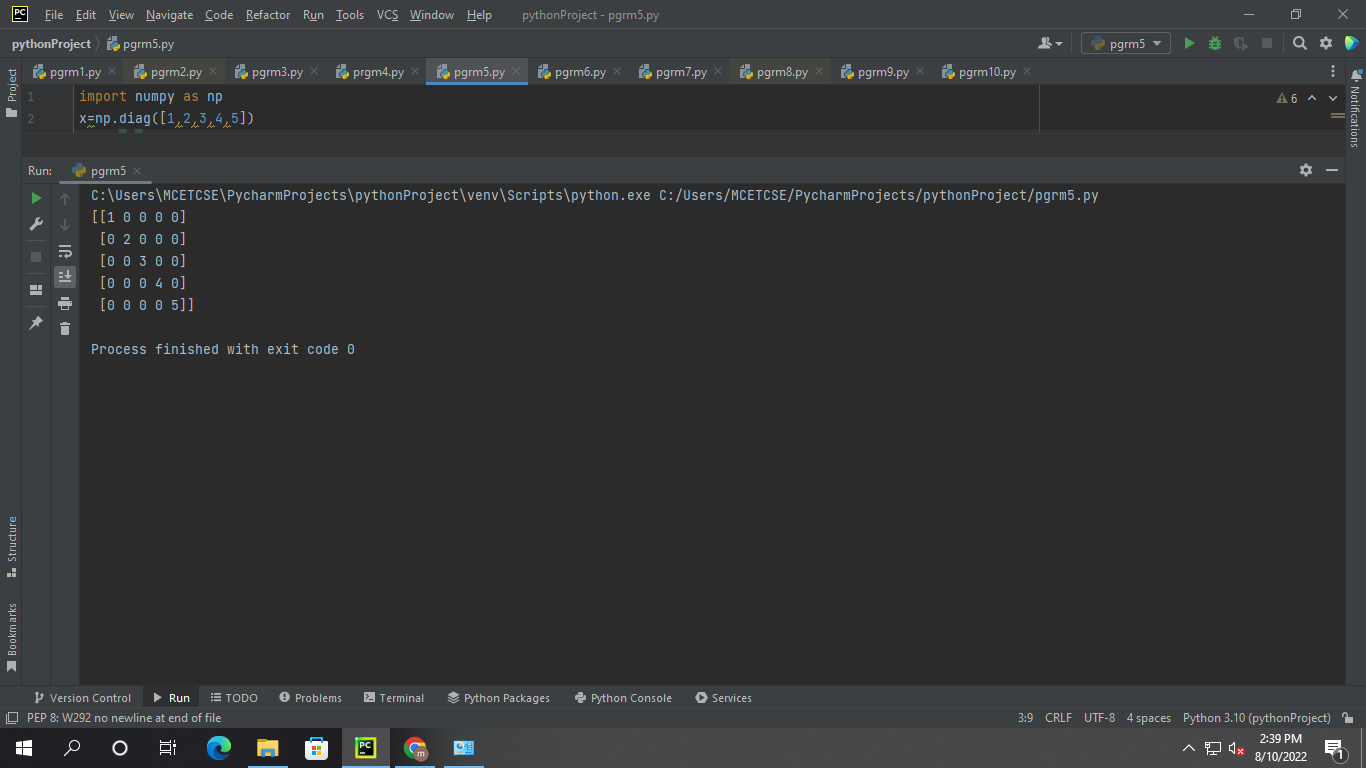 PC File Edit View Navigate Code Refactor Run Tools VCS Window Help pythonProject - pgrm5.py
pythonProject pgrm5.py pgrm5
pgrm1.py pgrm2.py pgrm3.py prgm4.py pgrm5.py pgrm6.py pgrm7.py pgrm8.py pgrm9.py pgrm10.py
Project
Notifications
1 import numpy as np 6
2 x=np.diag([1,2,3,4,5])
Run: pgrm5
C:\Users\MCETCSE\PycharmProjects\pythonProject\venv\Scripts\python.exe C:/Users/MCETCSE/PycharmProjects/pythonProject/pgrm5.py
[[1 0 0 0 0]
[0 2 0 0 0]
[0 0 3 0 0]
[0 0 0 4 0]
[0 0 0 0 5]]
Process finished with exit code 0
Structure
Bookmarks
Version Control Run TODO Problems Terminal Python Packages Python Console Services
PEP 8: W292 no newline at end of file 3:9 CRLF UTF-8 4 spaces Python 3.10 (pythonProject)
PC m 2:39 PM
8/10/2022 1